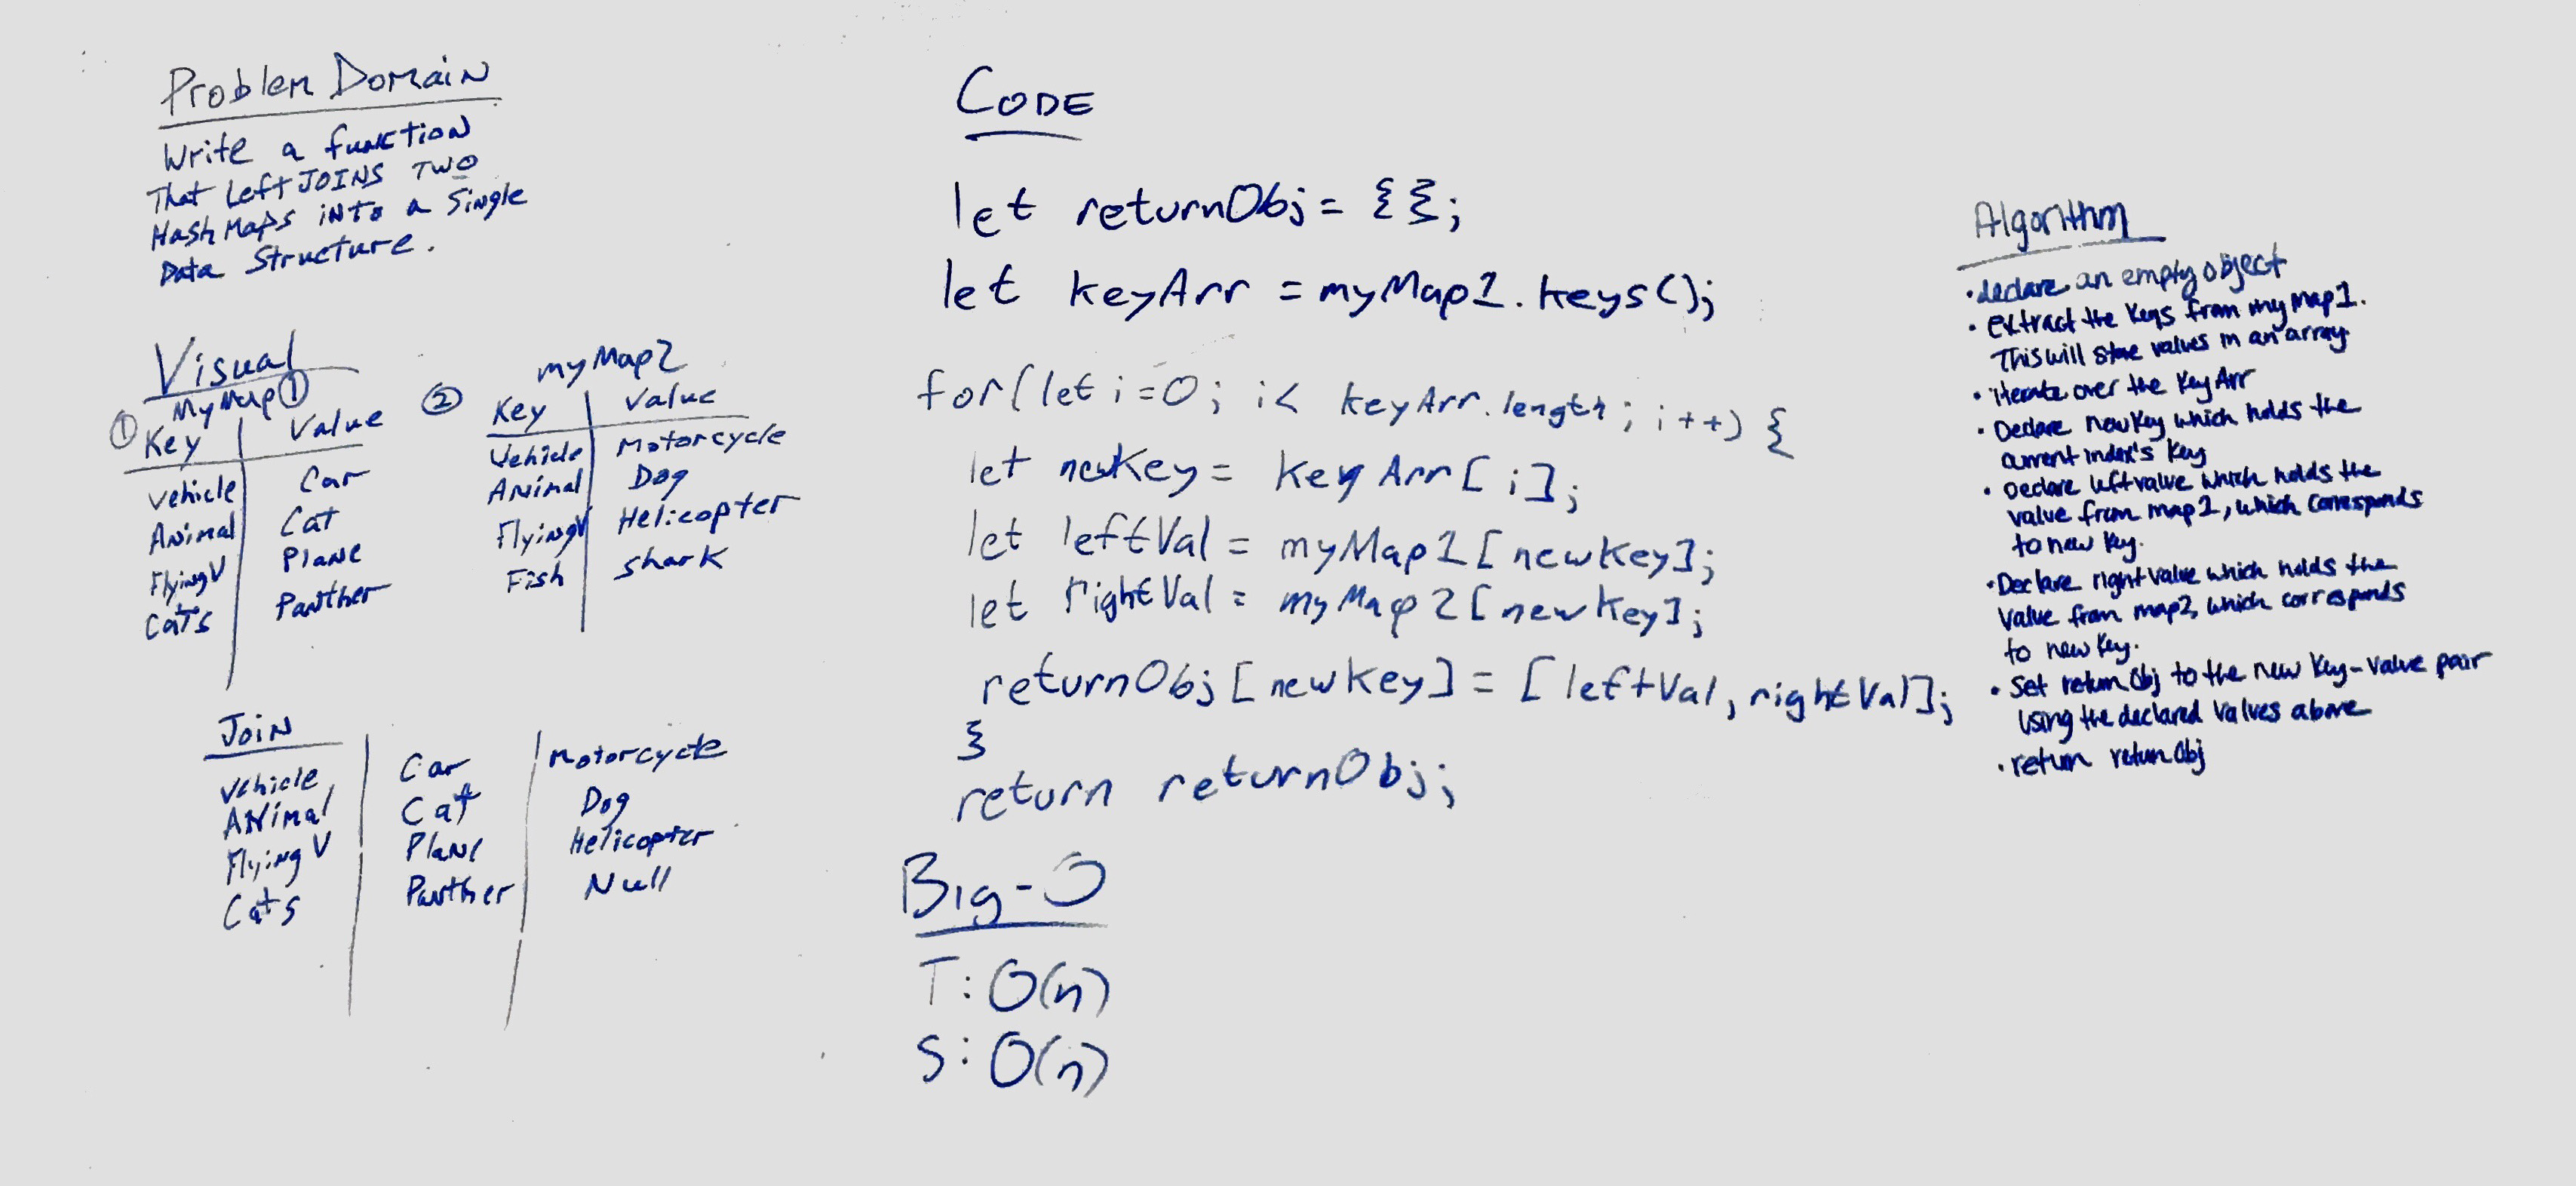 Problem Domain
Write a function
That Left JOINS TWO
Hash Maps iNTo a Single
Data Structure.
Visual
MyMap①
① Key Value
Vehicle Car
Animal Cat
FlyingV Plane
Cats Panther
② myMap2
Key Value
Vehicle Motorcycle
Animal Dog
FlyingV Helicopter
Fish shark
Join
Vehicle Car Motorcycle
Animal Cat Dog
FlyingV Plane Helicopter
Cats Panther Null
CODE
let returnObj = {};
let keyArr = myMap1.keys();
for(let i=0; i< keyArr.length; i++) {
let newKey = keyArr[i];
let leftVal = myMap1[newKey];
let rightVal = myMap2[newKey];
returnObj[newKey] = [leftVal, rightVal];
}
return returnObj;
Big-O
T: O(n)
S: O(n)
Algorithm
• declare an empty object
• extract the keys from my Map1.
This will store values in an array
• iterate over the KeyArr
• Declare newKey which holds the
current index's key
• Declare leftvalue which holds the
value from map1, which corresponds
to new key.
• Declare rightvalue which holds the
value from map2, which corresponds
to new key.
• Set returnObj to the new key-value pair
using the declared values above
• return returnObj